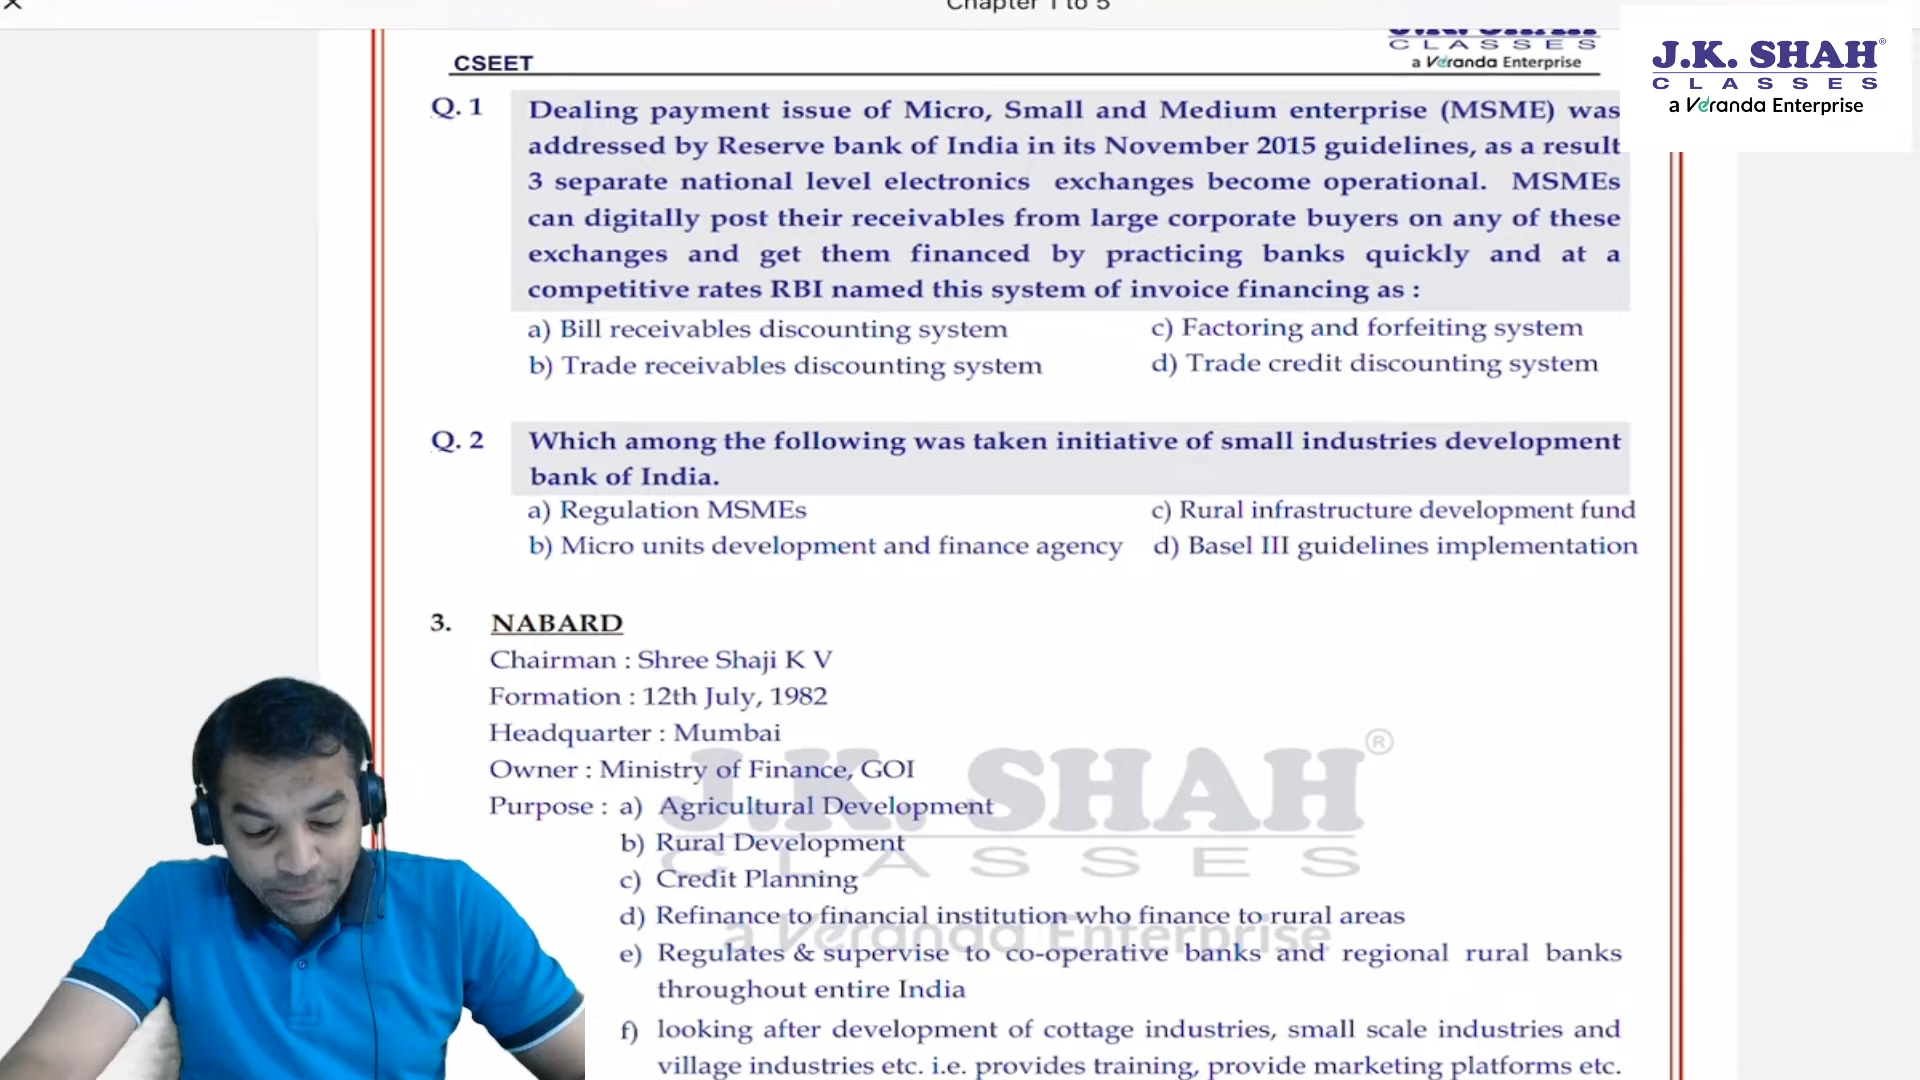 Chapter 1 to 5
CSEET
CLASSES
a Veranda Enterprise
J.K. SHAH®
CLASSES
a Veranda Enterprise
Q. 1 Dealing payment issue of Micro, Small and Medium enterprise (MSME) was
addressed by Reserve bank of India in its November 2015 guidelines, as a result
3 separate national level electronics exchanges become operational. MSMEs
can digitally post their receivables from large corporate buyers on any of these
exchanges and get them financed by practicing banks quickly and at a
competitive rates RBI named this system of invoice financing as :
a) Bill receivables discounting system c) Factoring and forfeiting system
b) Trade receivables discounting system d) Trade credit discounting system
Q. 2 Which among the following was taken initiative of small industries development
bank of India.
a) Regulation MSMEs c) Rural infrastructure development fund
b) Micro units development and finance agency d) Basel III guidelines implementation
3. NABARD
Chairman : Shree Shaji K V
Formation : 12th July, 1982
Headquarter : Mumbai
Owner : Ministry of Finance, GOI
Purpose : a) Agricultural Development
b) Rural Development
c) Credit Planning
d) Refinance to financial institution who finance to rural areas
e) Regulates & supervise to co-operative banks and regional rural banks
throughout entire India
f) looking after development of cottage industries, small scale industries and
village industries etc. i.e. provides training, provide marketing platforms etc.
J.K. SHAH®
CLASSES
a Veranda Enterprise